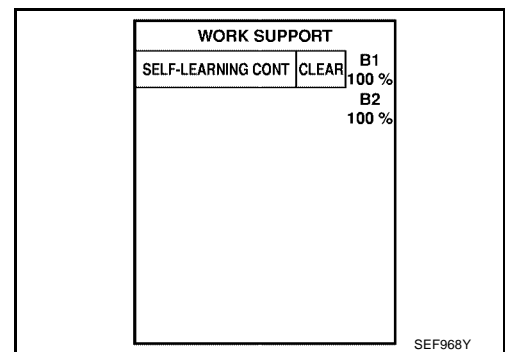 WORK SUPPORT
SELF-LEARNING CONT CLEAR B1
100 %
B2
100 %
SEF968Y